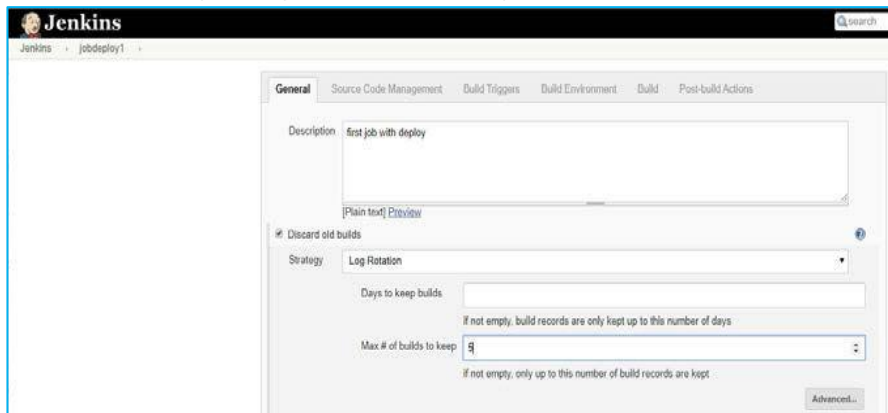 Jenkins
search
Jenkins › jobdeploy1 ›
General Source Code Management Build Triggers Build Environment Build Post-build Actions
Description first job with deploy
[Plain text] Preview
Discard old builds
Strategy Log Rotation
Days to keep builds
if not empty, build records are only kept up to this number of days
Max # of builds to keep 5
if not empty, only up to this number of build records are kept
Advanced...